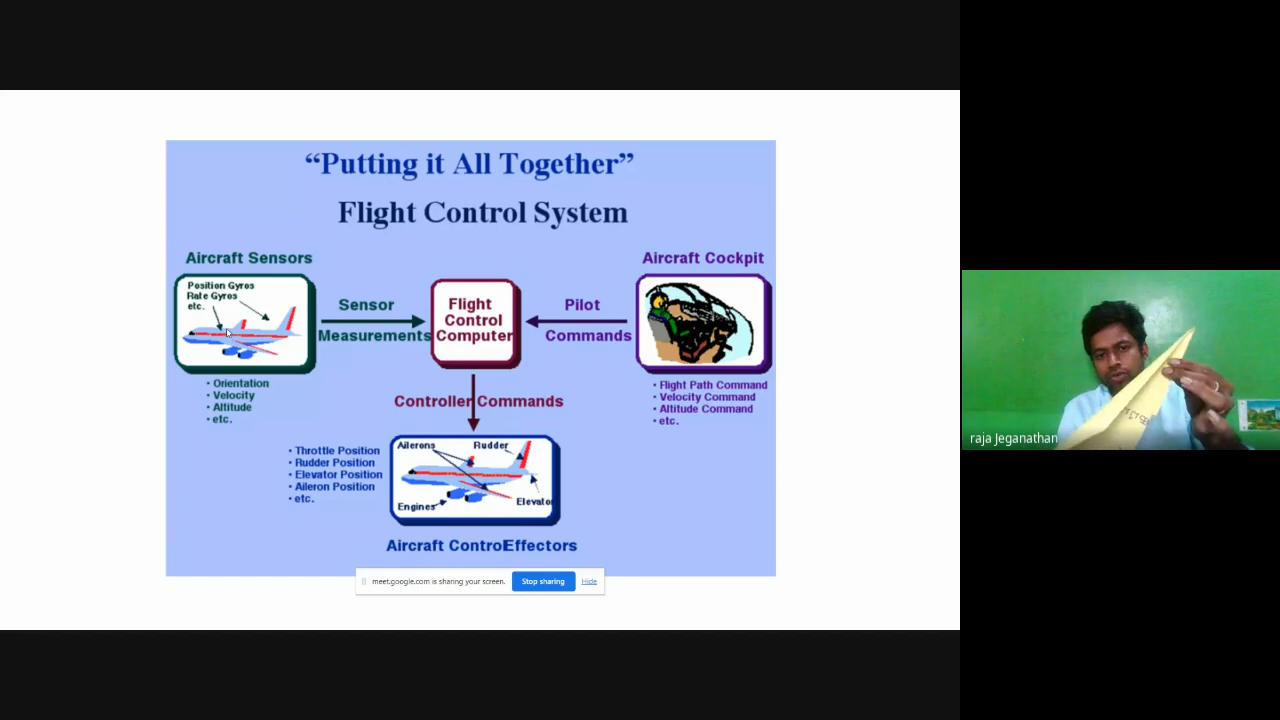 “Putting it All Together”
Flight Control System
Aircraft Sensors
Position Gyros
Rate Gyros
etc.
• Orientation
• Velocity
• Altitude
• etc.
Sensor
Measurements
Flight
Control
Computer
Pilot
Commands
Aircraft Cockpit
• Flight Path Command
• Velocity Command
• Altitude Command
• etc.
Controller Commands
• Throttle Position
• Rudder Position
• Elevator Position
• Aileron Position
• etc.
Ailerons
Rudder
Engines
Elevato
Aircraft ControlEffectors
meet.google.com is sharing your screen.
Stop sharing
Hide
raja Jeganathan